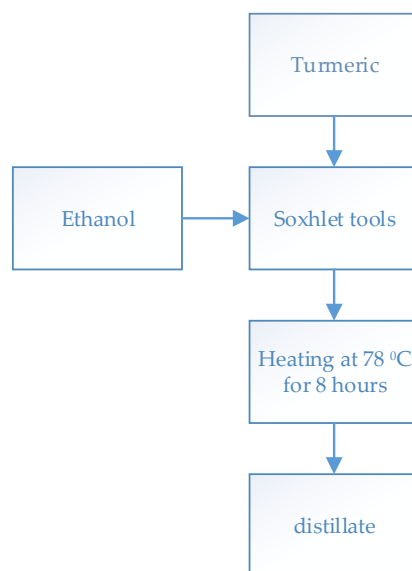 Turmeric
Ethanol
Soxhlet tools
Heating at 78 ⁰C
for 8 hours
distillate